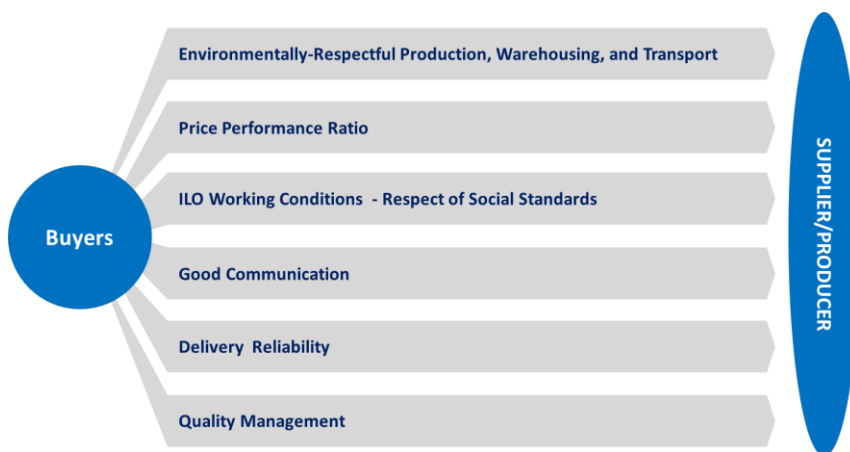 Environmentally-Respectful Production, Warehousing, and Transport
Price Performance Ratio
ILO Working Conditions - Respect of Social Standards
Buyers
Good Communication
Delivery Reliability
Quality Management
SUPPLIER/PRODUCER